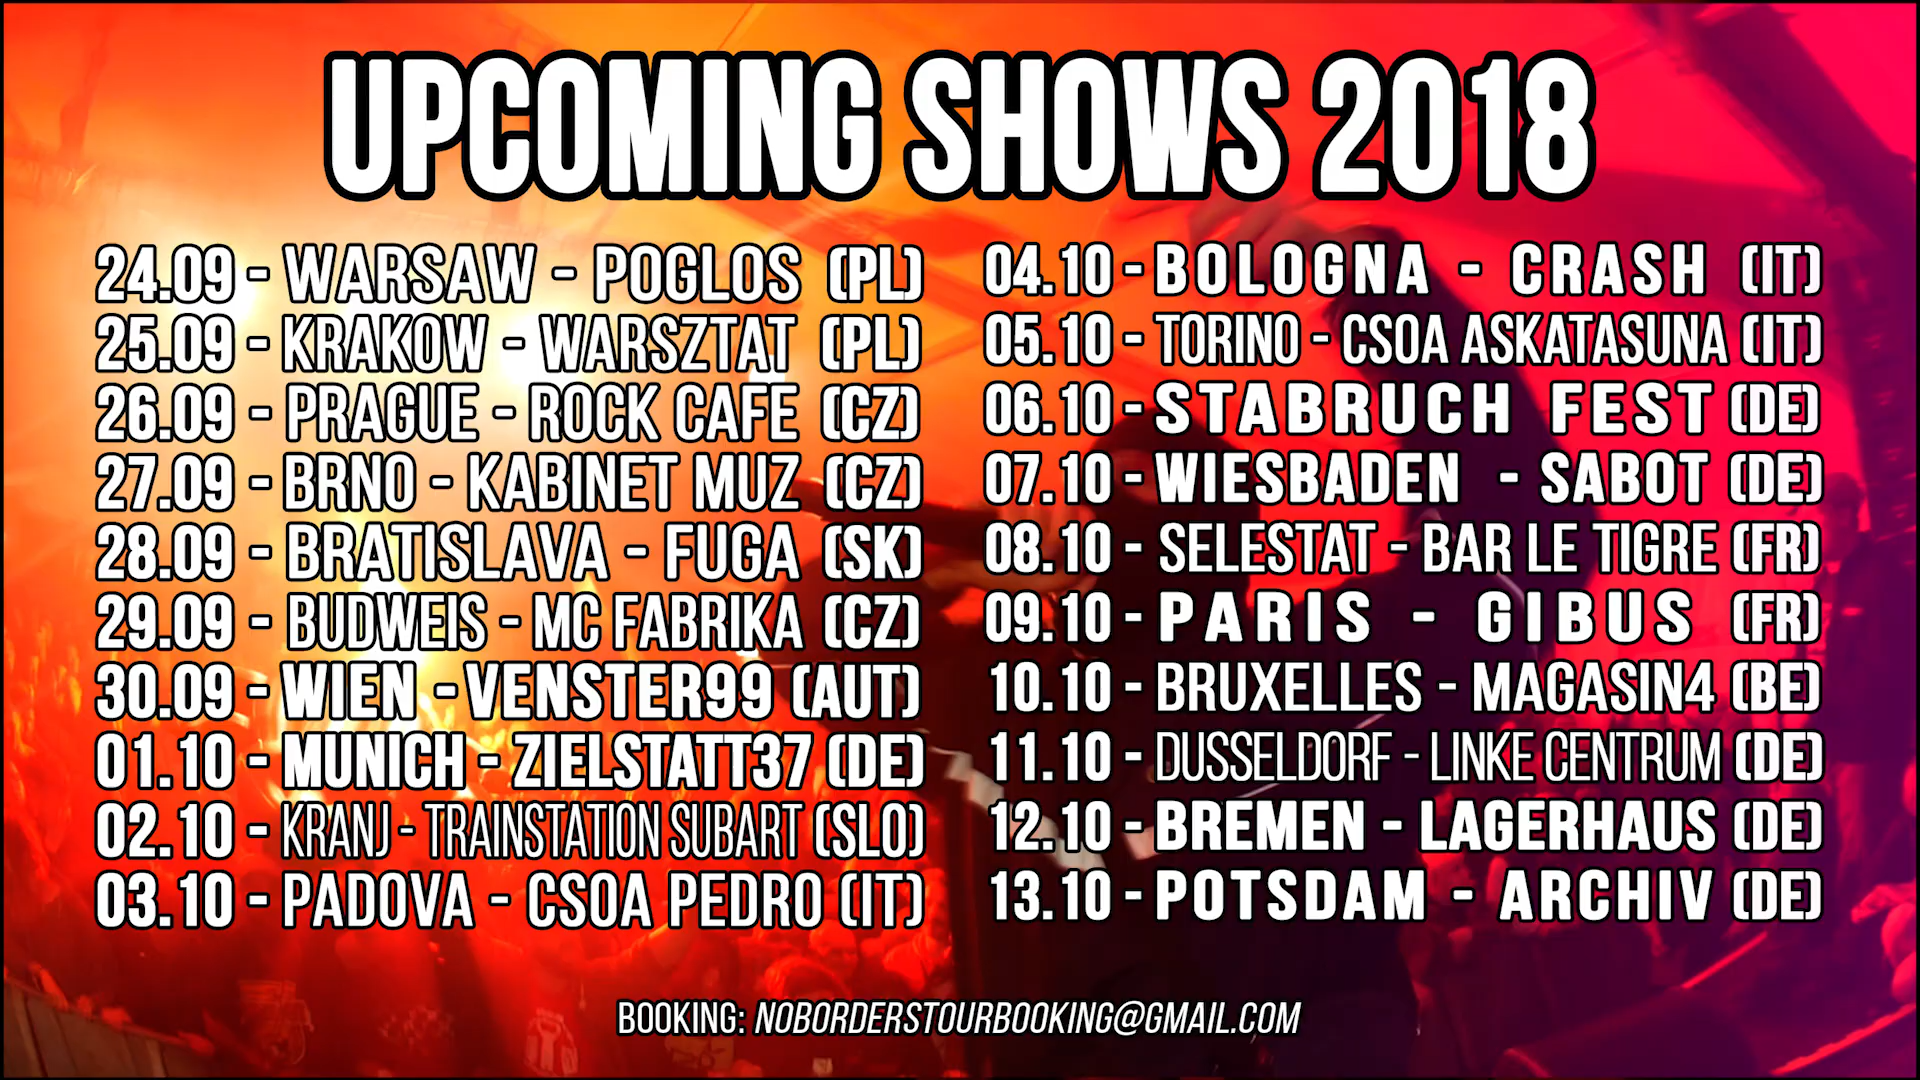 UPCOMING SHOWS 2018
24.09 - WARSAW - POGLOS (PL)
25.09 - KRAKOW - WARSZTAT (PL)
26.09 - PRAGUE - ROCK CAFE (CZ)
27.09 - BRNO - KABINET MUZ (CZ)
28.09 - BRATISLAVA - FUGA (SK)
29.09 - BUDWEIS - MC FABRIKA (CZ)
30.09 - WIEN - VENSTER99 (AUT)
01.10 - MUNICH - ZIELSTATT37 (DE)
02.10 - KRANJ - TRAINSTATION SUBART (SLO)
03.10 - PADOVA - CSOA PEDRO (IT)
04.10 - BOLOGNA - CRASH (IT)
05.10 - TORINO - CSOA ASKATASUNA (IT)
06.10 - STABRUCH FEST (DE)
07.10 - WIESBADEN - SABOT (DE)
08.10 - SELESTAT - BAR LE TIGRE (FR)
09.10 - PARIS - GIBUS (FR)
10.10 - BRUXELLES - MAGASIN4 (BE)
11.10 - DUSSELDORF - LINKE CENTRUM (DE)
12.10 - BREMEN - LAGERHAUS (DE)
13.10 - POTSDAM - ARCHIV (DE)
BOOKING: NOBORDERSTOURBOOKING@GMAIL.COM